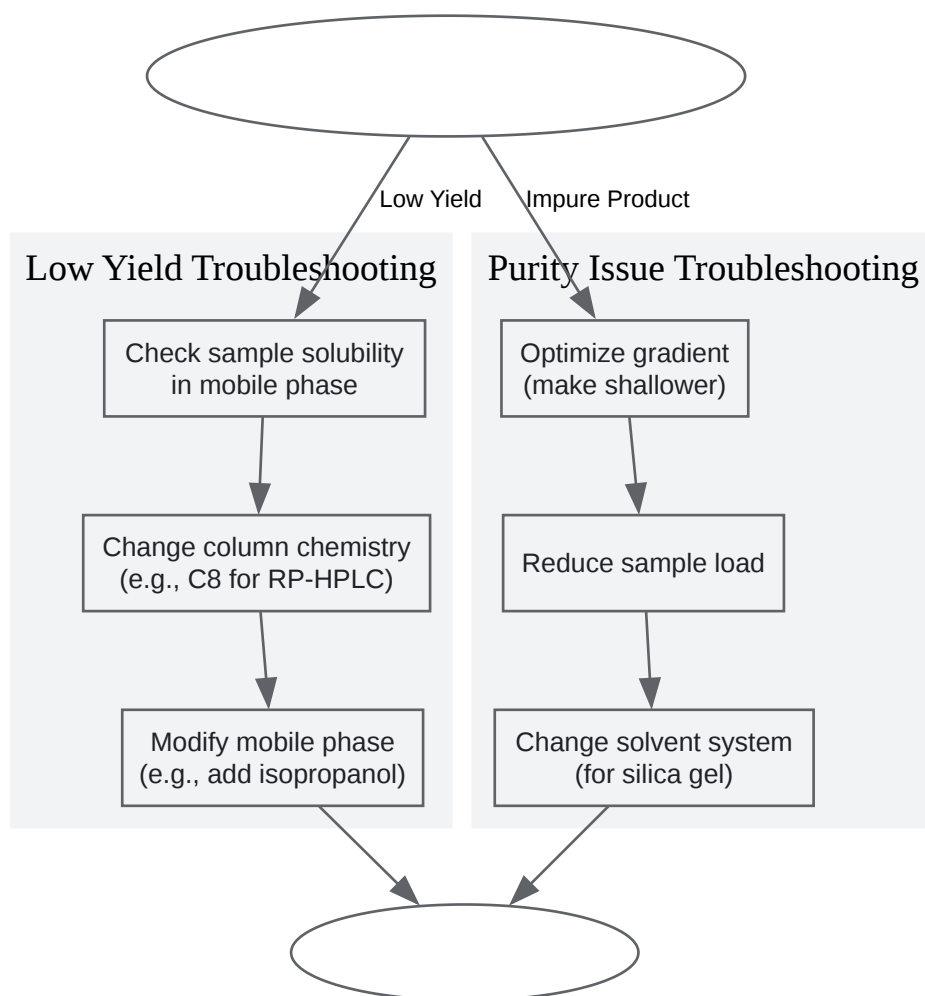 Low Yield
Impure Product
Low Yield Troubleshooting
Purity Issue Troubleshooting
Check sample solubility
in mobile phase
Optimize gradient
(make shallower)
Change column chemistry
(e.g., C8 for RP-HPLC)
Reduce sample load
Modify mobile phase
(e.g., add isopropanol)
Change solvent system
(for silica gel)